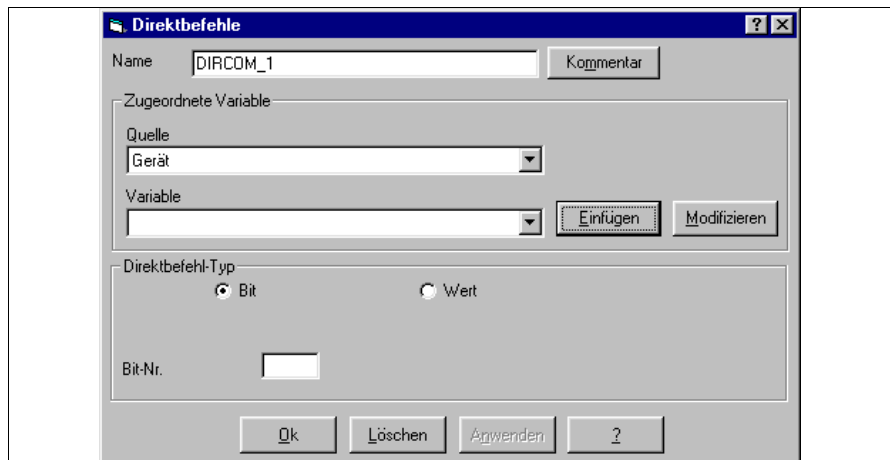 Direktbefehle
Name DIRCOM_1 Kommentar
Zugeordnete Variable
Quelle
Gerät
Variable
Einfügen Modifizieren
Direktbefehl-Typ
Bit Wert
Bit-Nr.
Ok Löschen Anwenden ?